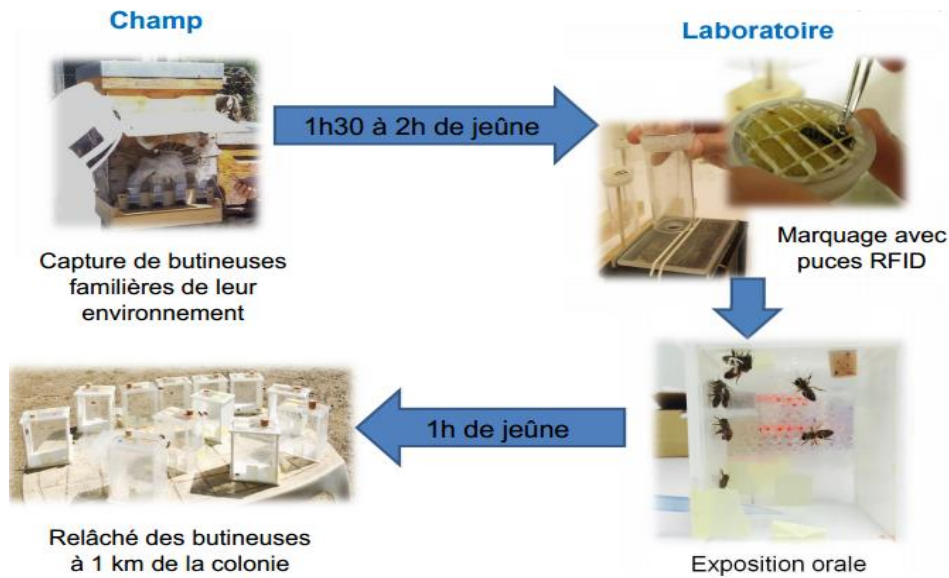 Champ
Laboratoire
1h30 à 2h de jeûne
Capture de butineuses
familières de leur
environnement
Marquage avec
puces RFID
1h de jeûne
Relâché des butineuses
à 1 km de la colonie
Exposition orale